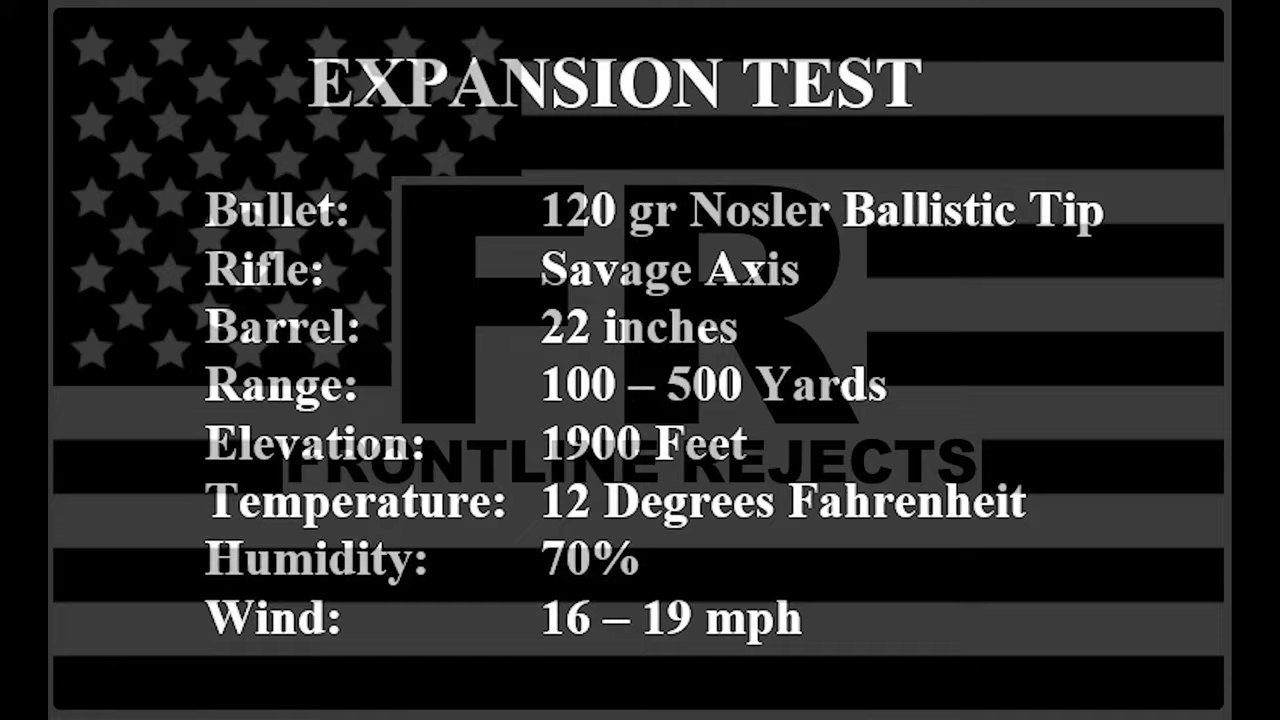 EXPANSION TEST
Bullet: 120 gr Nosler Ballistic Tip
Rifle: Savage Axis
Barrel: 22 inches
Range: 100 – 500 Yards
Elevation: 1900 Feet
FR
FRONTLINE REJECTS
Temperature: 12 Degrees Fahrenheit
Humidity: 70%
Wind: 16 – 19 mph